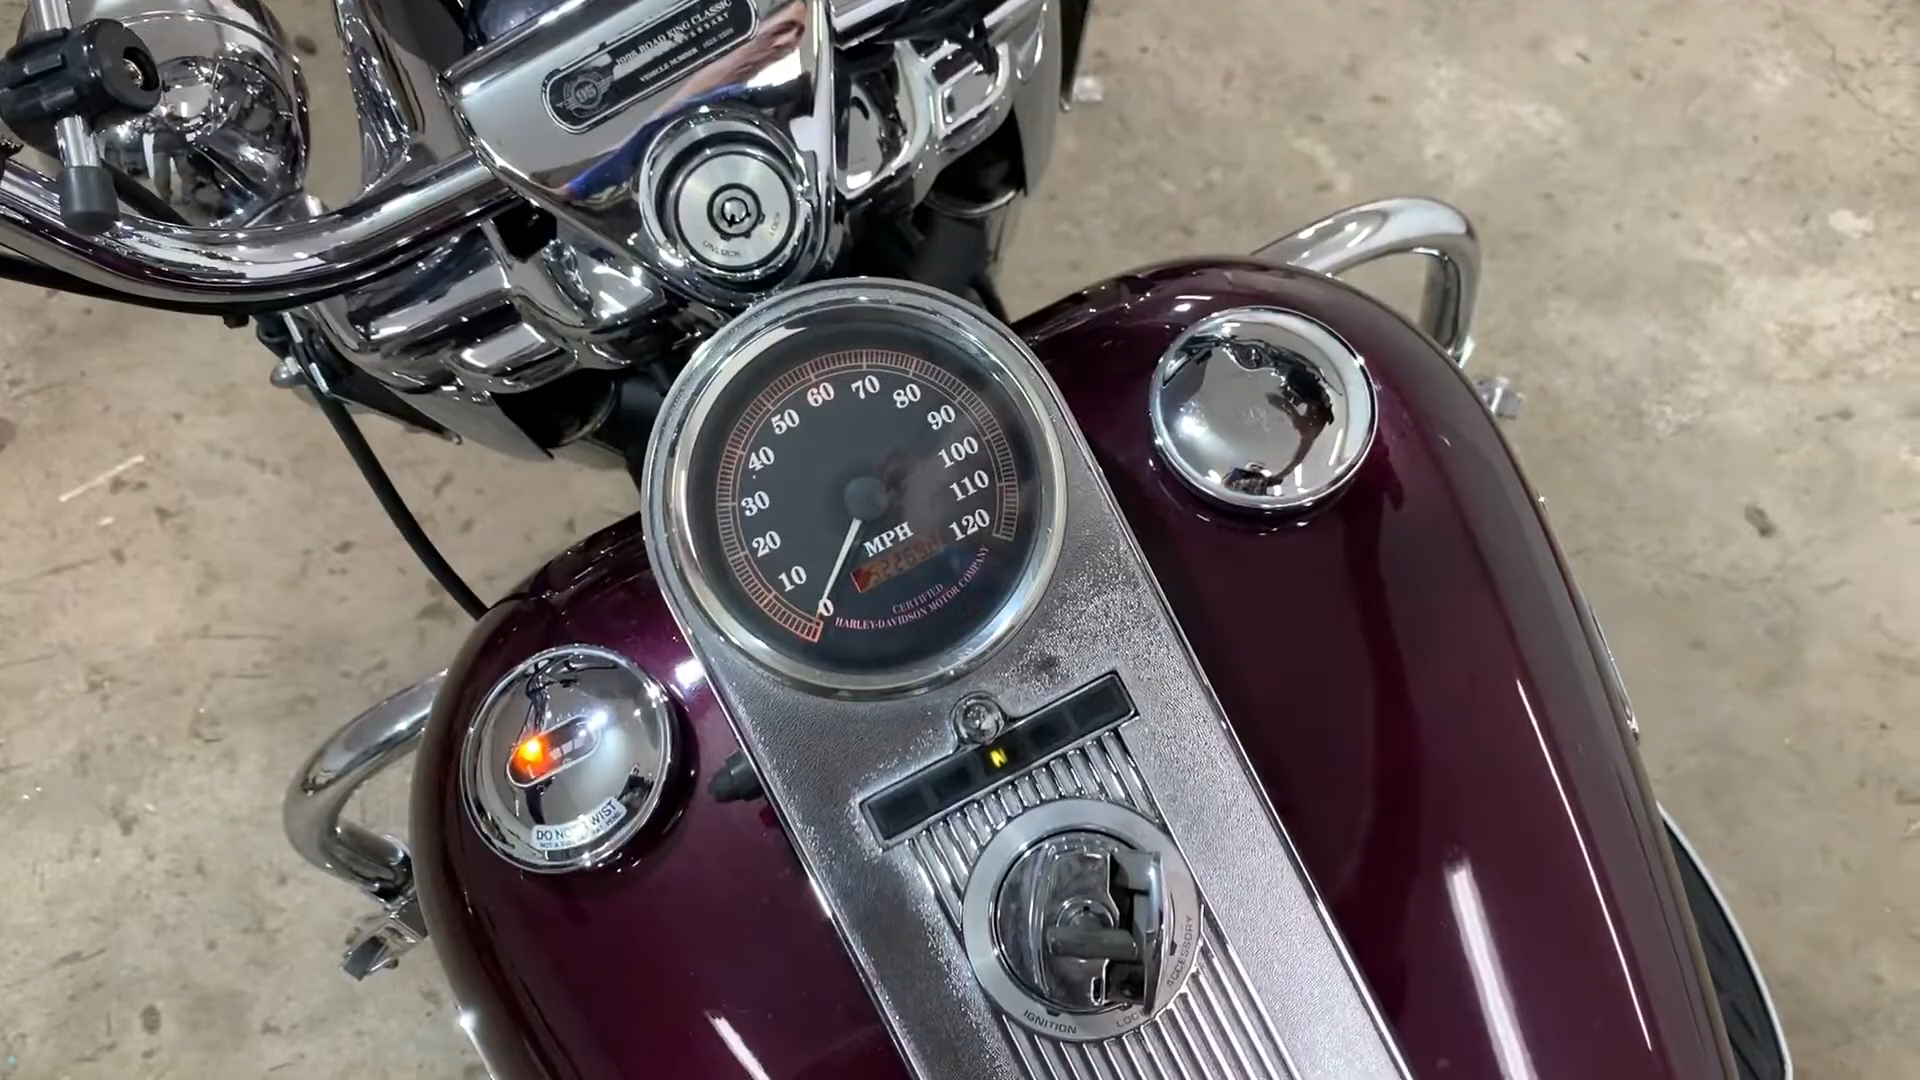 1998 ROAD KING CLASSIC
VEHICLE NUMBER
95
UNLOCK
LOCK
0
10
20
30
40
50
60
70
80
90
100
110
120
MPH
CERTIFIED
HARLEY-DAVIDSON MOTOR COMPANY
N
DO NOT TWIST
IGNITION
LOCK
ACCESSORY